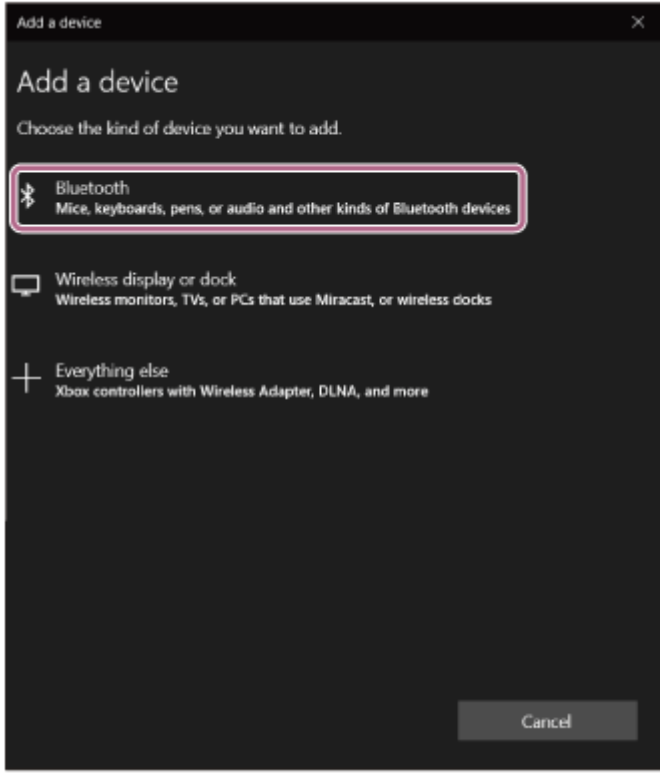 Add a device
Add a device
Choose the kind of device you want to add.
Bluetooth
Mice, keyboards, pens, or audio and other kinds of Bluetooth devices
Wireless display or dock
Wireless monitors, TVs, or PCs that use Miracast, or wireless docks
Everything else
Xbox controllers with Wireless Adapter, DLNA, and more
Cancel